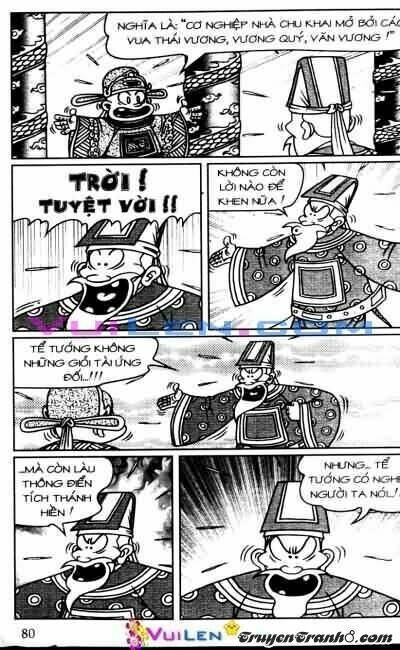 NGHĨA LÀ: "CƠ NGHIỆP NHÀ CHU KHAI MỞ BỞI CÁC
VUA THÁI VƯƠNG, VƯƠNG QUÝ, VĂN VƯƠNG!"
TRỜI!
TUYỆT VỜI!!
KHÔNG CÒN
LỜI NÀO ĐỂ
KHEN NỮA!
VUILEN.COM
TỂ TƯỚNG KHÔNG
NHỮNG GIỎI TÀI ỨNG
ĐỐI...!!!
...MÀ CÒN LÀU
THÔNG ĐIỂN
TÍCH THÁNH
HIỀN!
NHƯNG... TỂ
TƯỚNG CÓ NGHE
NGƯỜI TA NÓI...!
80
VUILEN
TruyenTranh8.com